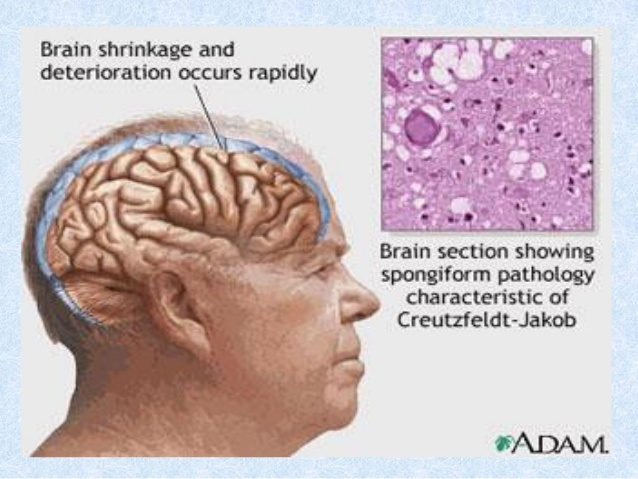 Brain shrinkage and
deterioration occurs rapidly
Brain section showing
spongiform pathology
characteristic of
Creutzfeldt-Jakob
ADAM.